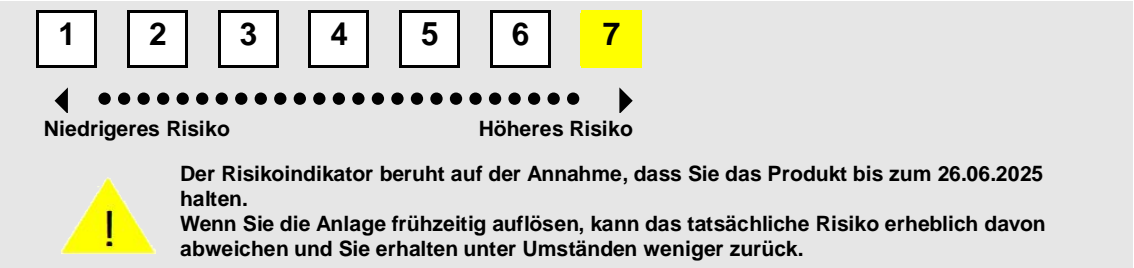 1 2 3 4 5 6 7
Niedrigeres Risiko Höheres Risiko
Der Risikoindikator beruht auf der Annahme, dass Sie das Produkt bis zum 26.06.2025
halten.
Wenn Sie die Anlage frühzeitig auflösen, kann das tatsächliche Risiko erheblich davon
abweichen und Sie erhalten unter Umständen weniger zurück.
!